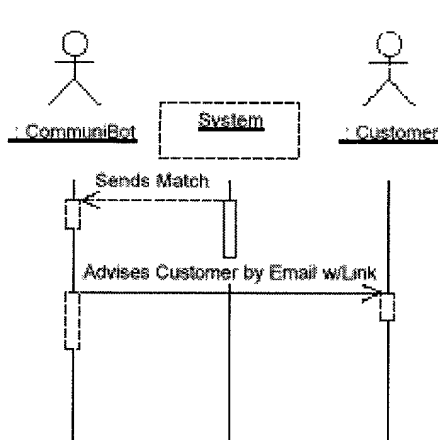 : CommuniBot
System
: Customer
Sends Match
Advises Customer by Email w/Link